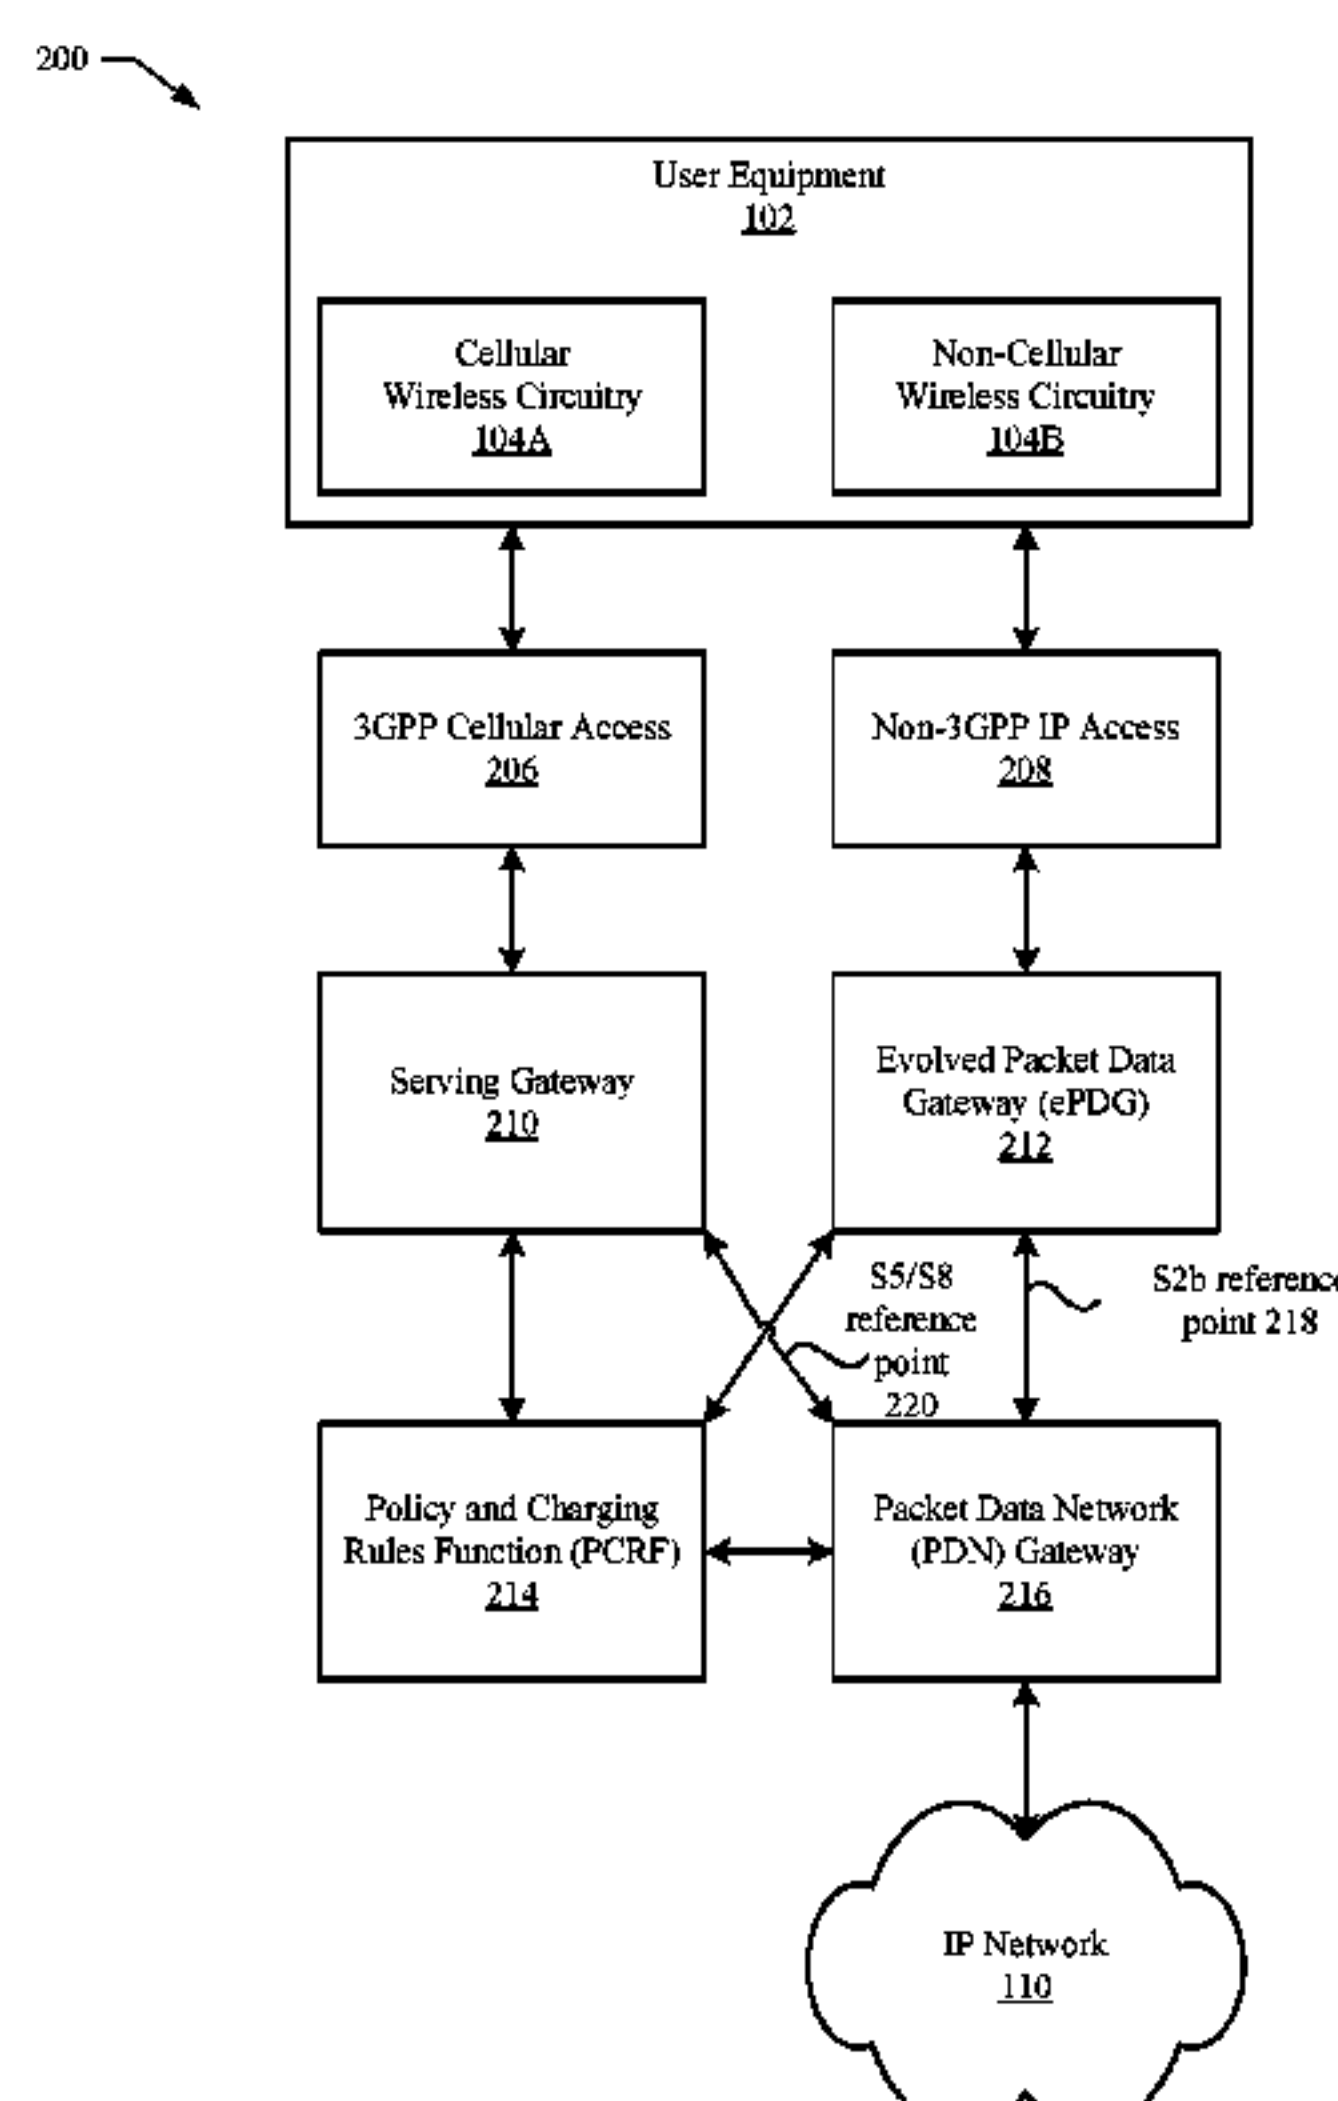 200
User Equipment
102
Cellular
Wireless Circuitry
104A
Non-Cellular
Wireless Circuitry
104B
3GPP Cellular Access
206
Non-3GPP IP Access
208
Serving Gateway
210
Evolved Packet Data
Gateway (ePDG)
212
S5/S8
reference
point
220
S2b reference
point 218
Policy and Charging
Rules Function (PCRF)
214
Packet Data Network
(PDN) Gateway
216
IP Network
110